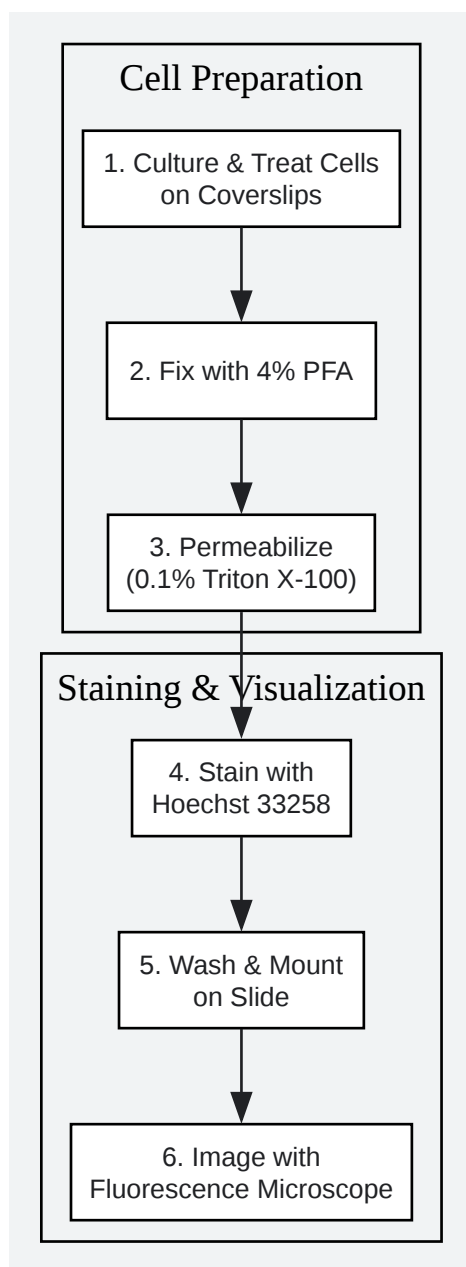 Cell Preparation
1. Culture & Treat Cells
on Coverslips
2. Fix with 4% PFA
3. Permeabilize
(0.1% Triton X-100)
Staining & Visualization
4. Stain with
Hoechst 33258
5. Wash & Mount
on Slide
6. Image with
Fluorescence Microscope